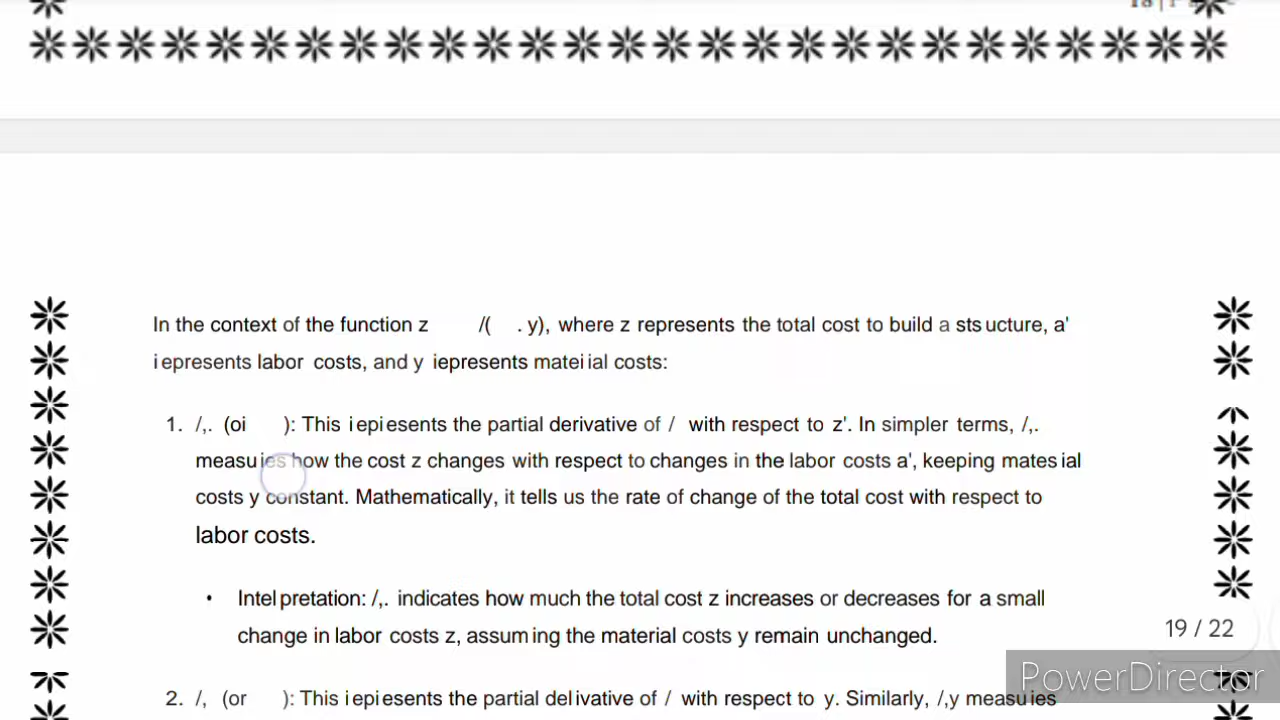 In the context of the function z /( . y), where z represents the total cost to build a sts ucture, a'
i epresents labor costs, and y iepresents matei ial costs:
1. /,. (oi ): This i epi esents the partial derivative of / with respect to z'. In simpler terms, /,.
measuies how the cost z changes with respect to changes in the labor costs a', keeping mates ial
costs y constant. Mathematically, it tells us the rate of change of the total cost with respect to
labor costs.
• Intel pretation: /,. indicates how much the total cost z increases or decreases for a small
change in labor costs z, assum ing the material costs y remain unchanged.
19 / 22
PowerDirector
2. /, (or ): This i epi esents the partial del ivative of / with respect to y. Similarly, /,y measu ies